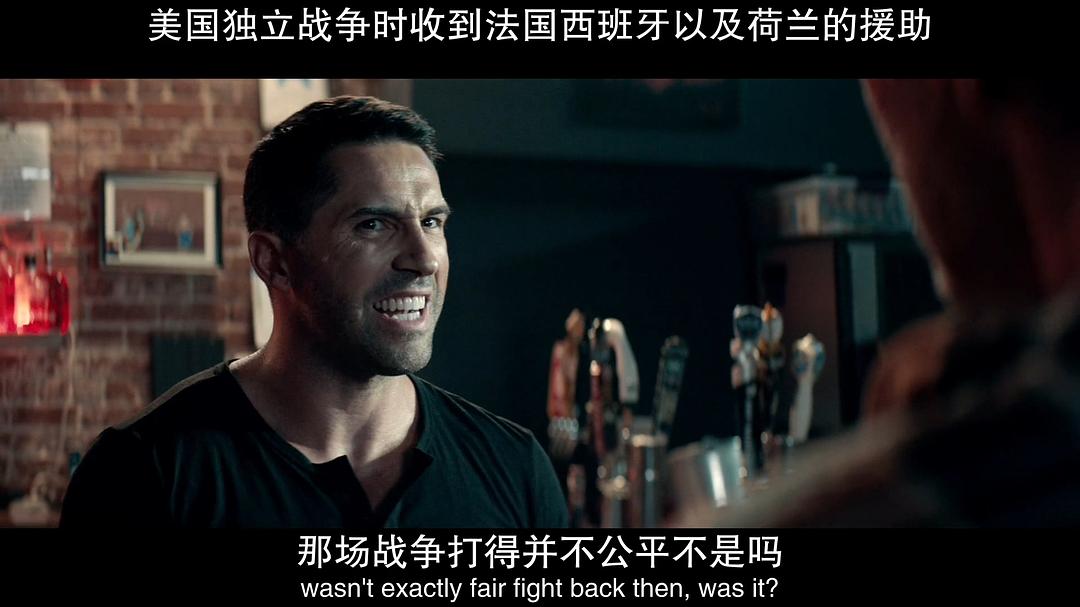 美国独立战争时收到法国西班牙以及荷兰的援助
那场战争打得并不公平不是吗
wasn't exactly fair fight back then, was it?